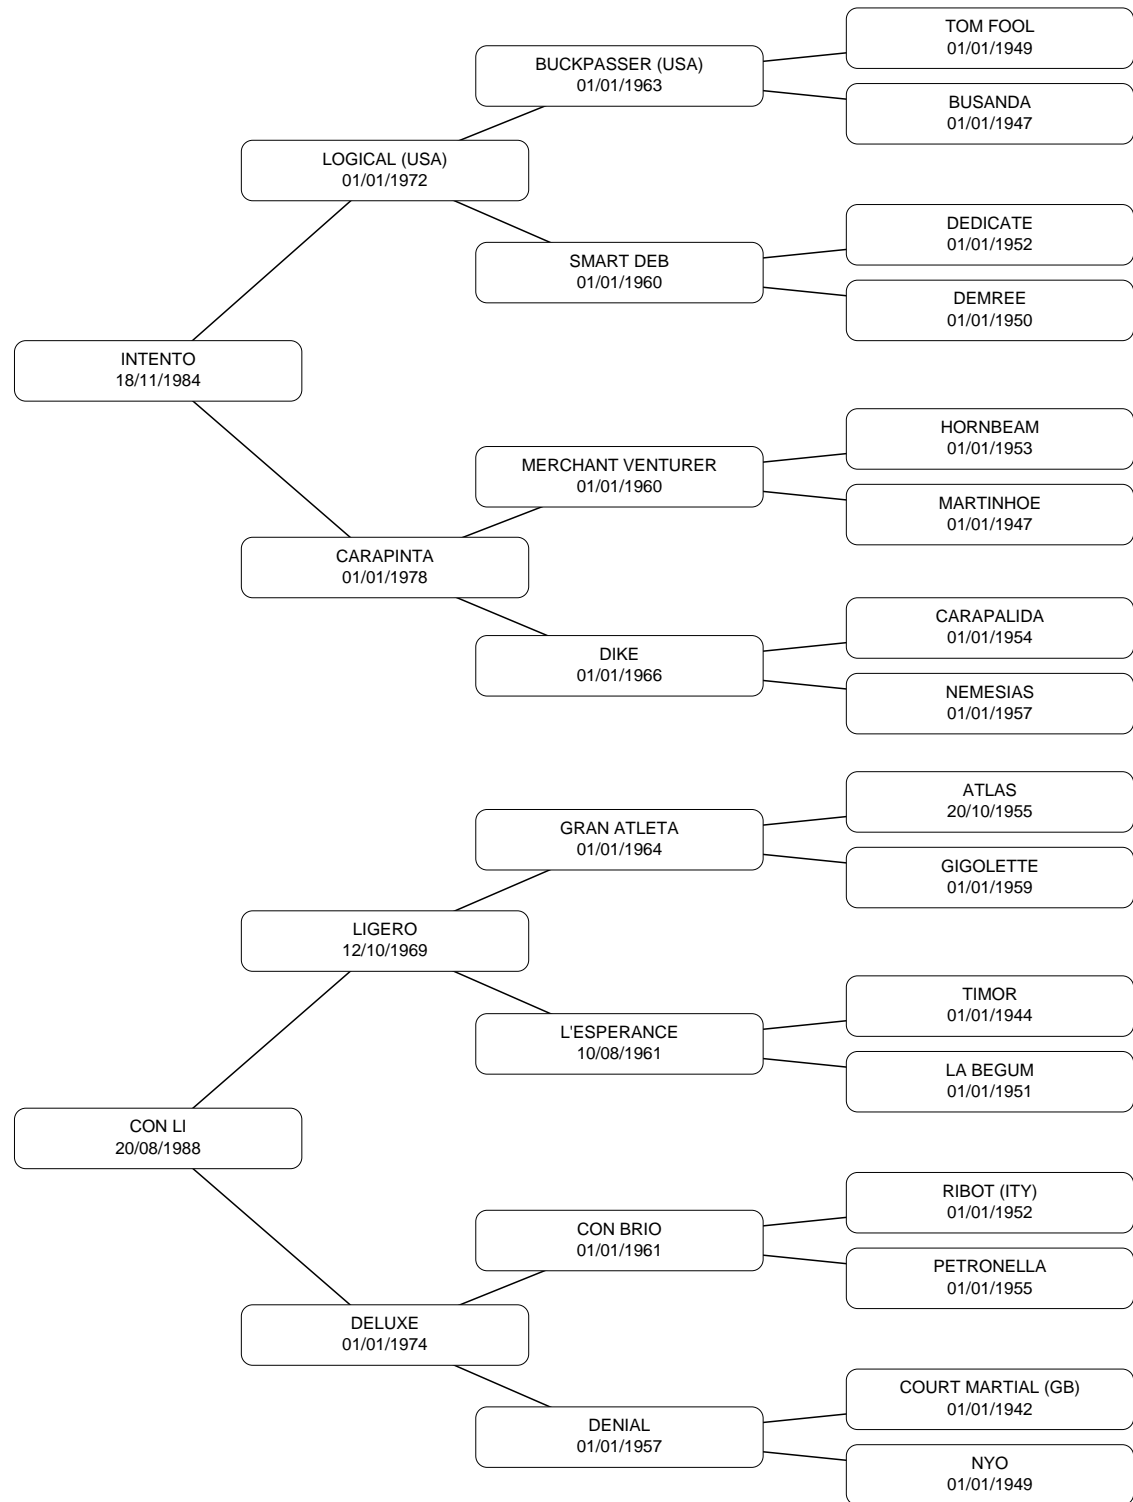 TOM FOOL
01/01/1949
BUCKPASSER (USA)
01/01/1963
BUSANDA
01/01/1947
LOGICAL (USA)
01/01/1972
DEDICATE
01/01/1952
SMART DEB
01/01/1960
DEMREE
01/01/1950
INTENTO
18/11/1984
HORNBEAM
01/01/1953
MERCHANT VENTURER
01/01/1960
MARTINHOE
01/01/1947
CARAPINTA
01/01/1978
CARAPALIDA
01/01/1954
DIKE
01/01/1966
NEMESIAS
01/01/1957
ATLAS
20/10/1955
GRAN ATLETA
01/01/1964
GIGOLETTE
01/01/1959
LIGERO
12/10/1969
TIMOR
01/01/1944
L'ESPERANCE
10/08/1961
LA BEGUM
01/01/1951
CON LI
20/08/1988
RIBOT (ITY)
01/01/1952
CON BRIO
01/01/1961
PETRONELLA
01/01/1955
DELUXE
01/01/1974
COURT MARTIAL (GB)
01/01/1942
DENIAL
01/01/1957
NYO
01/01/1949